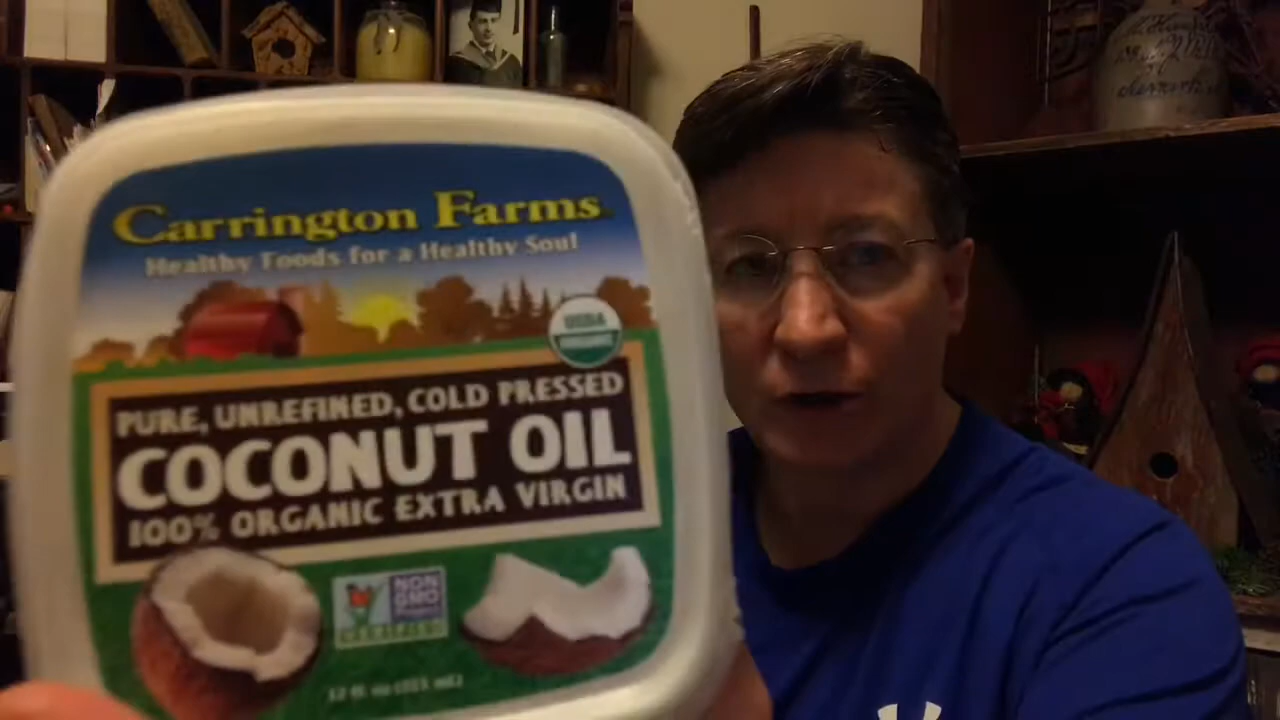 Carrington Farms
Healthy Foods for a Healthy Soul
USDA
ORGANIC
PURE, UNREFINED, COLD PRESSED
COCONUT OIL
100% ORGANIC EXTRA VIRGIN
NON
GMO